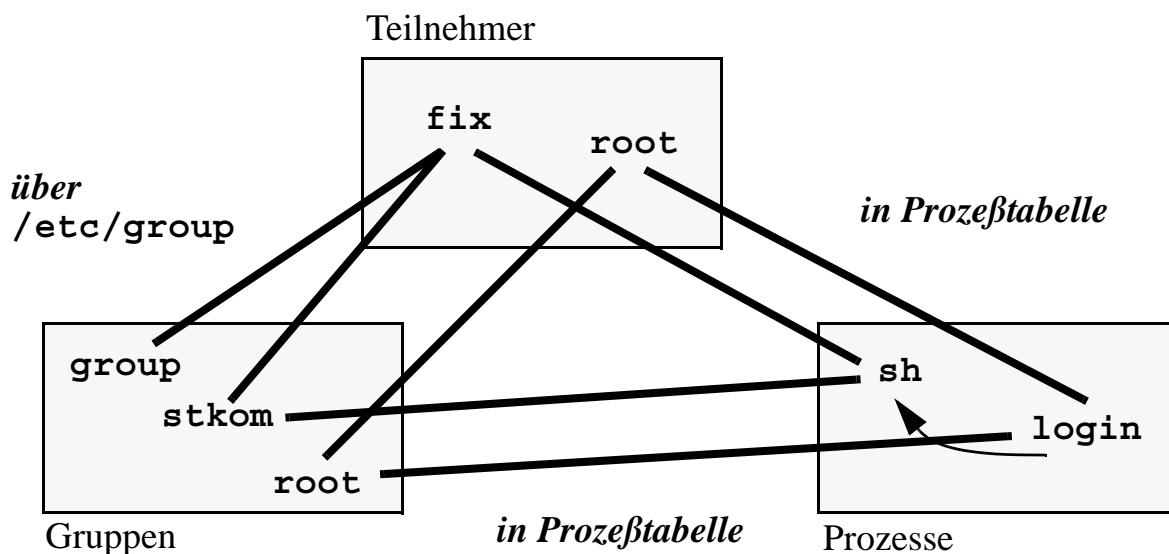 Teilnehmer
fix
root
über
/etc/group
in Prozeßtabelle
group
stkom
root
sh
login
Gruppen
in Prozeßtabelle
Prozesse